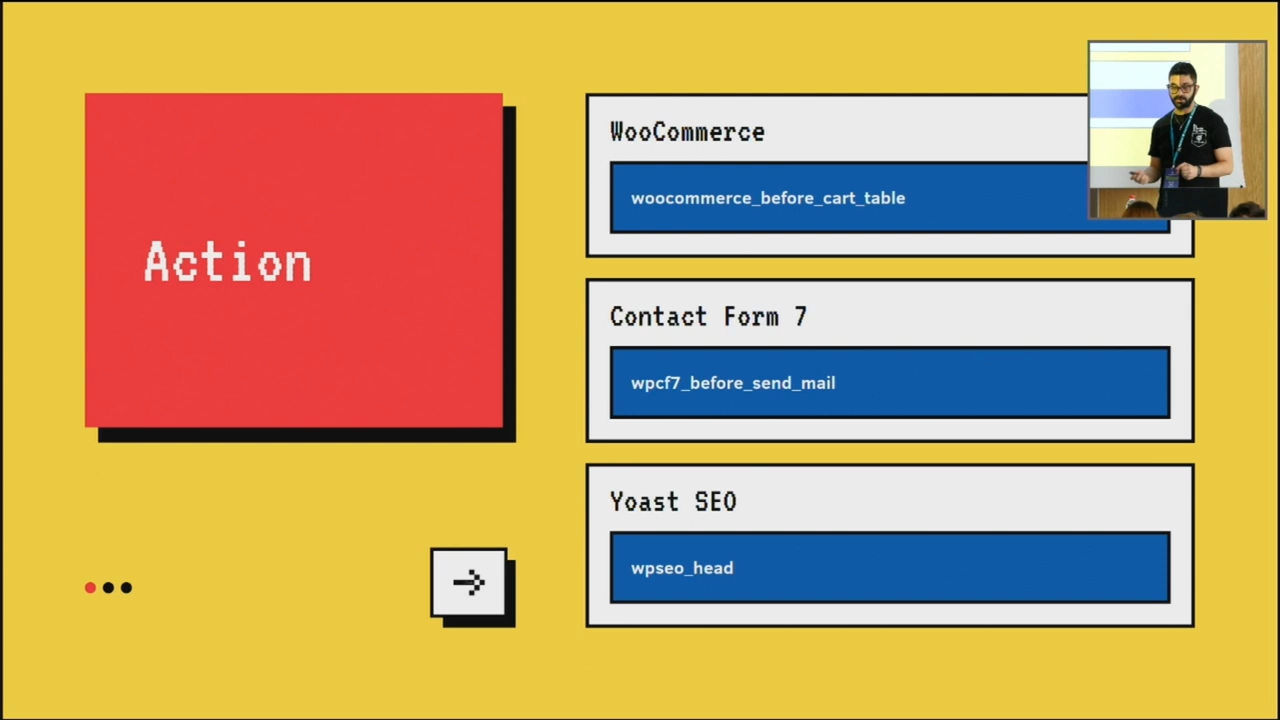 Action
WooCommerce
woocommerce_before_cart_table
Contact Form 7
wpcf7_before_send_mail
Yoast SEO
wpseo_head